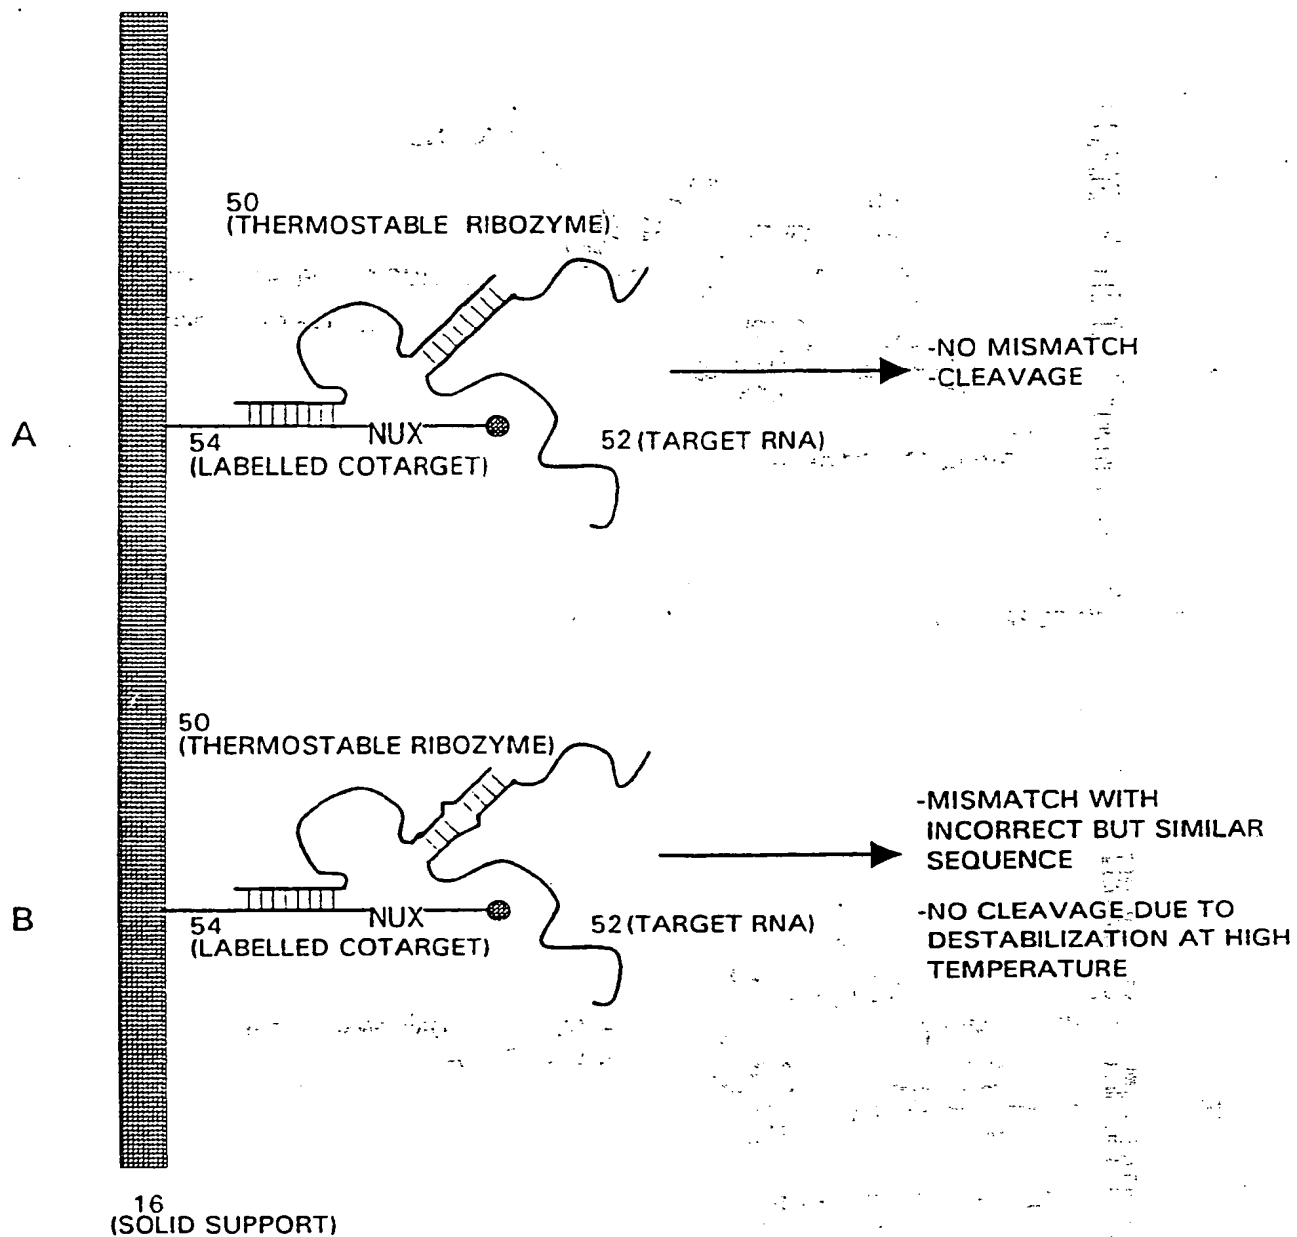 50
(THERMOSTABLE RIBOZYME)
-NO MISMATCH
-CLEAVAGE
A
NUX
54
(LABELLED COTARGET)
52 (TARGET RNA)
50
(THERMOSTABLE RIBOZYME)
-MISMATCH WITH
INCORRECT BUT SIMILAR
SEQUENCE
B
NUX
54
(LABELLED COTARGET)
52 (TARGET RNA)
-NO CLEAVAGE DUE TO
DESTABILIZATION AT HIGH
TEMPERATURE
16
(SOLID SUPPORT)